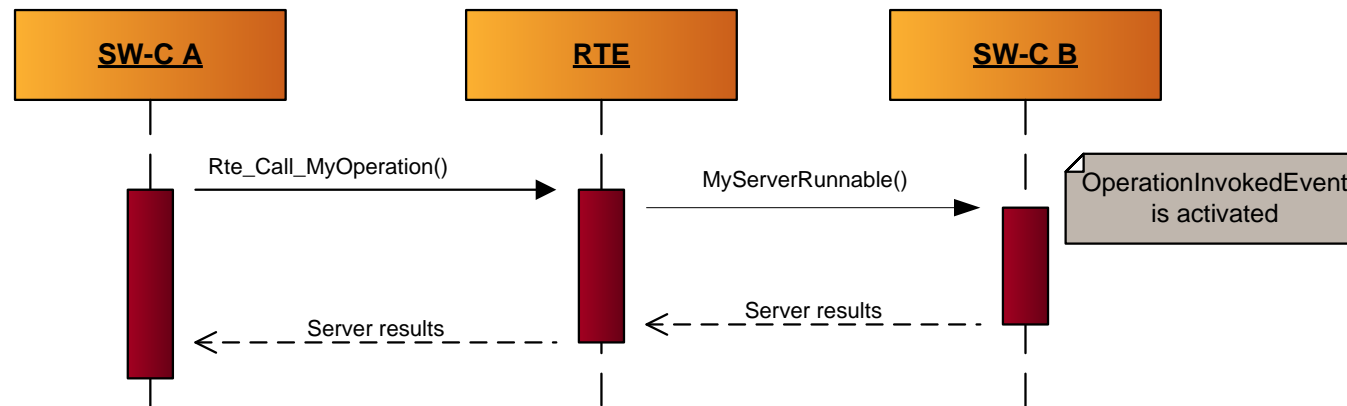 SW-C A
RTE
SW-C B
Rte_Call_MyOperation()
MyServerRunnable()
OperationInvokedEvent
is activated
Server results
Server results